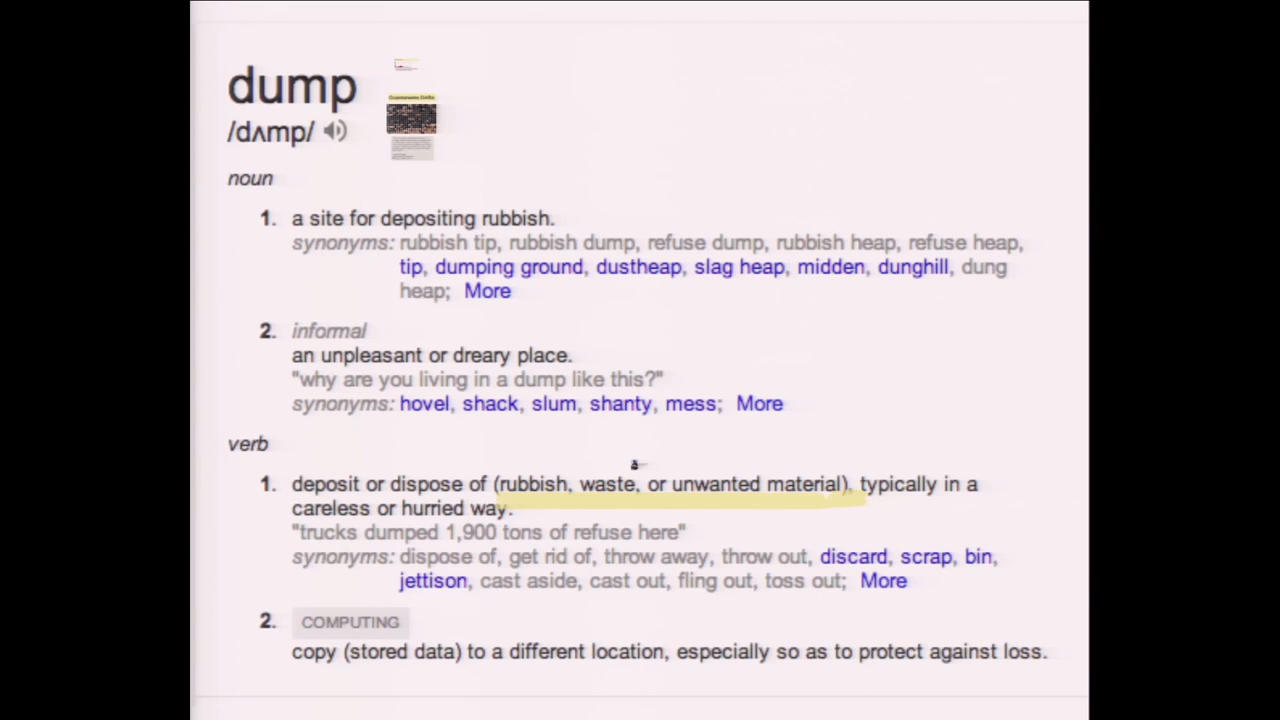 dump
/dʌmp/
noun
1. a site for depositing rubbish.
synonyms: rubbish tip, rubbish dump, refuse dump, rubbish heap, refuse heap,
tip, dumping ground, dustheap, slag heap, midden, dunghill, dung
heap; More
2. informal
an unpleasant or dreary place.
"why are you living in a dump like this?"
synonyms: hovel, shack, slum, shanty, mess; More
verb
1. deposit or dispose of (rubbish, waste, or unwanted material), typically in a
careless or hurried way.
"trucks dumped 1,900 tons of refuse here"
synonyms: dispose of, get rid of, throw away, throw out, discard, scrap, bin,
jettison, cast aside, cast out, fling out, toss out; More
2. COMPUTING
copy (stored data) to a different location, especially so as to protect against loss.